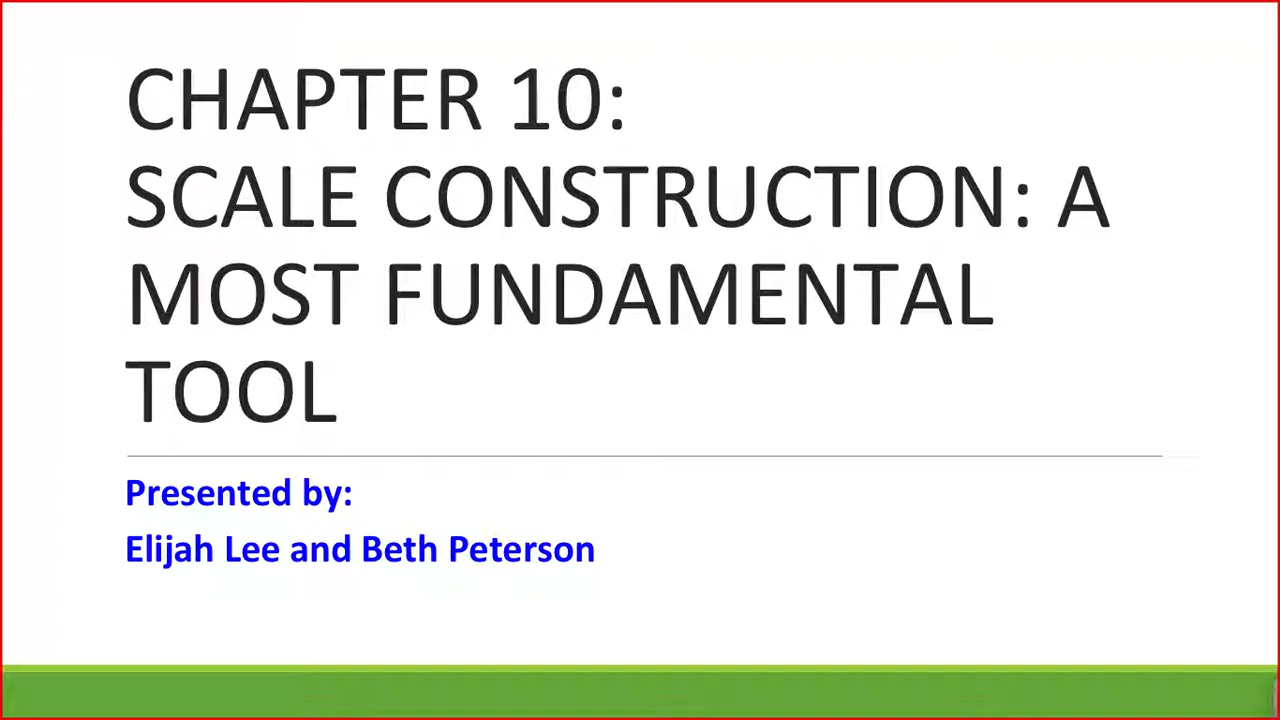 CHAPTER 10:
SCALE CONSTRUCTION: A
MOST FUNDAMENTAL
TOOL
Presented by:
Elijah Lee and Beth Peterson